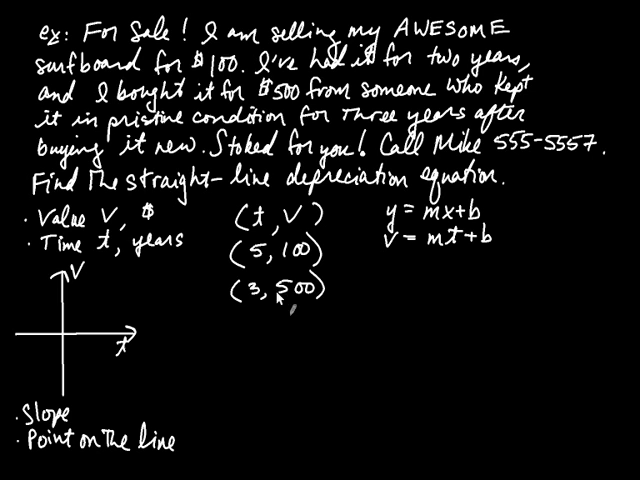 ex: For Sale! I am selling my AWESOME
surfboard for $100. I've had it for two years,
and I bought it for $500 from someone who kept
it in pristine condition for three years after
buying it new. Stoked for you! Call Mike 555-5557.
Find the straight-line depreciation equation.
· Value V, $ (t, V) y = mx+b
· Time t, years (5, 100) V = mt+b
V (3, 500)
t
· Slope
· Point on the line